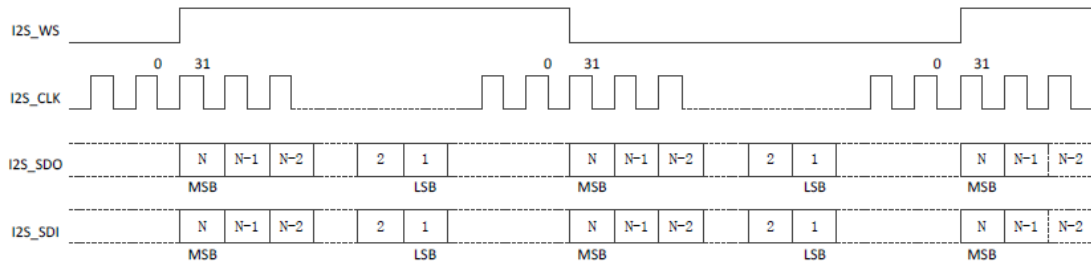 I2S_WS
0 31 0 31 0 31
I2S_CLK
I2S_SDO N N-1 N-2 2 1 N N-1 N-2 2 1 N N-1 N-2
MSB LSB MSB LSB MSB
I2S_SDI N N-1 N-2 2 1 N N-1 N-2 2 1 N N-1 N-2
MSB LSB MSB LSB MSB